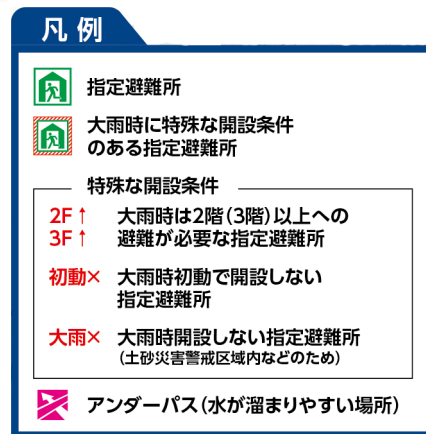 凡例
指定避難所
大雨時に特殊な開設条件
のある指定避難所
特殊な開設条件
2F↑ 大雨時は2階(3階)以上への
3F↑ 避難が必要な指定避難所
初動× 大雨時初動で開設しない
指定避難所
大雨× 大雨時開設しない指定避難所
(土砂災害警戒区域内などのため)
アンダーパス(水が溜まりやすい場所)